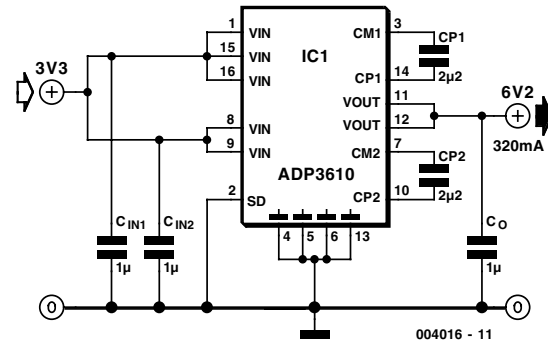 3V3
1 VIN
15 VIN
16 VIN
8 VIN
9 VIN
2 SD
IC1
ADP3610
CM1 3
CP1 14
VOUT 11
VOUT 12
CM2 7
CP2 10
4 5 6 13
CP1
2µ2
CP2
2µ2
6V2
320mA
CIN1
1µ
CIN2
1µ
CO
1µ
0
0
004016 - 11